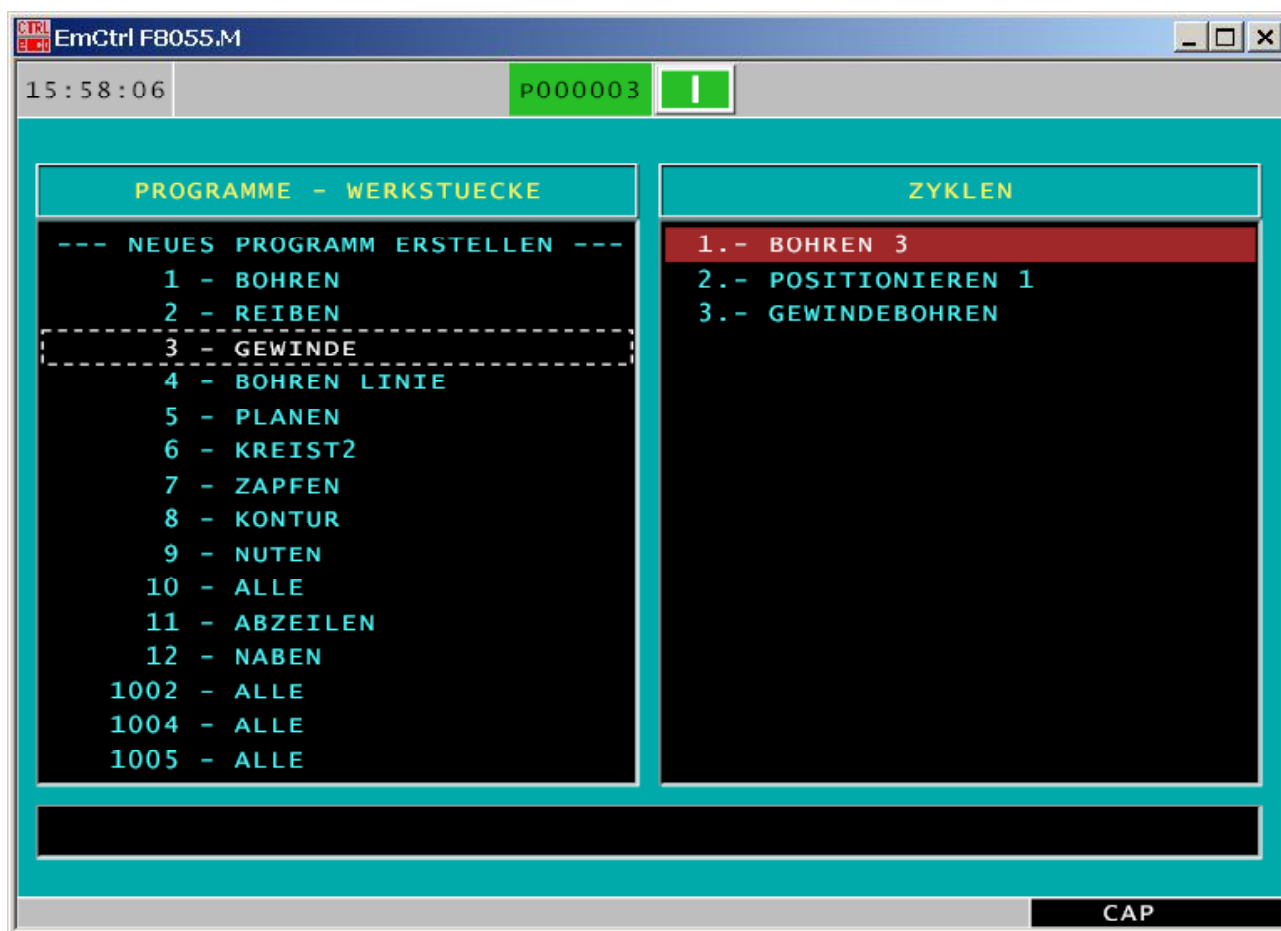 CTRL
EmCtrl F8055.M
15:58:06
P000003
PROGRAMME - WERKSTUECKE
--- NEUES PROGRAMM ERSTELLEN ---
1 - BOHREN
2 - REIBEN
3 - GEWINDE
4 - BOHREN LINIE
5 - PLANEN
6 - KREIST2
7 - ZAPFEN
8 - KONTUR
9 - NUTEN
10 - ALLE
11 - ABZEILEN
12 - NABEN
1002 - ALLE
1004 - ALLE
1005 - ALLE
ZYKLEN
1.- BOHREN 3
2.- POSITIONIEREN 1
3.- GEWINDEBOHREN
CAP